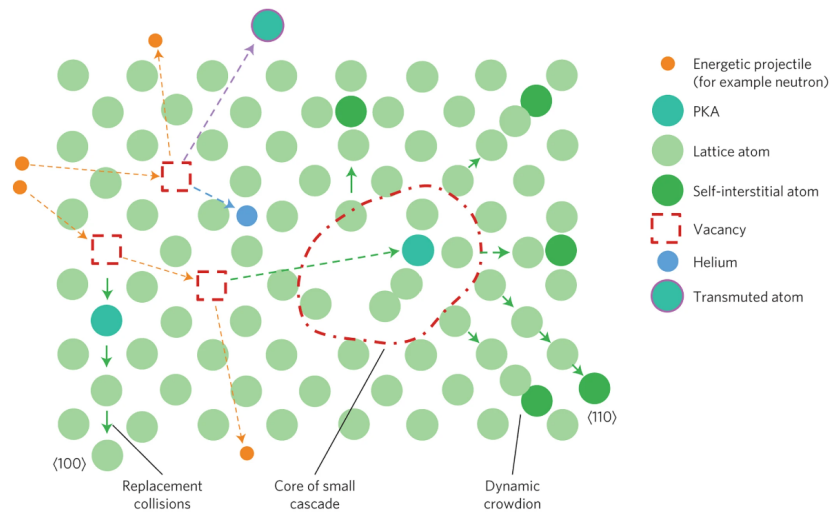 Energetic projectile
(for example neutron)
PKA
Lattice atom
Self-interstitial atom
Vacancy
Helium
Transmuted atom
⟨110⟩
⟨100⟩
Replacement
collisions
Core of small
cascade
Dynamic
crowdion